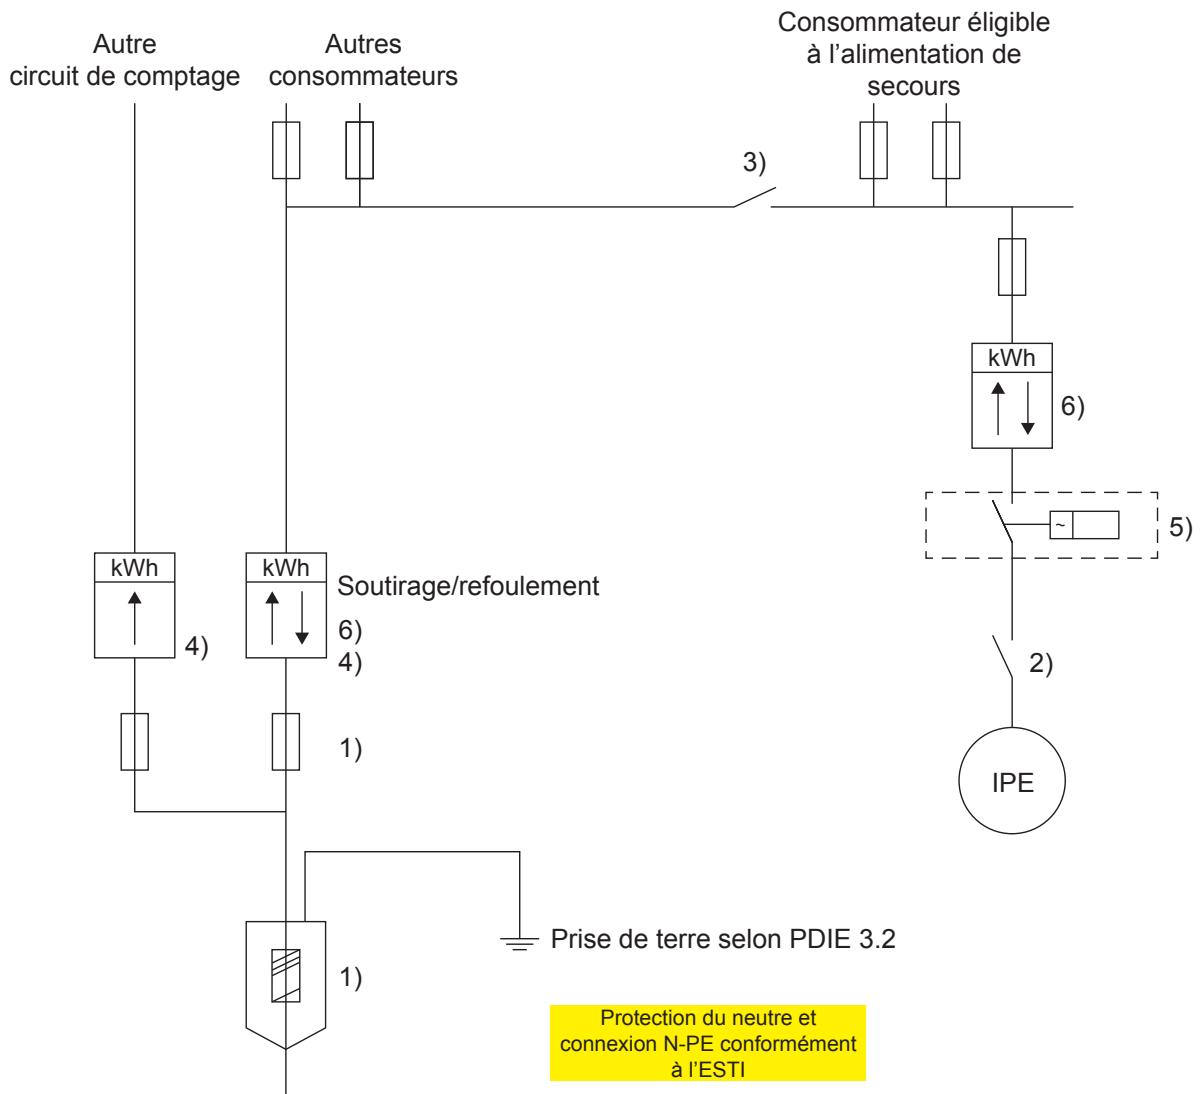 Autre
circuit de comptage
Autres
consommateurs
Consommateur éligible
à l’alimentation de
secours
3)
kWh
6)
~
5)
kWh
4)
kWh
Soutirage/refoulement
6)
4)
2)
1)
IPE
Prise de terre selon PDIE 3.2
1)
Protection du neutre et
connexion N-PE conformément
à l’ESTI